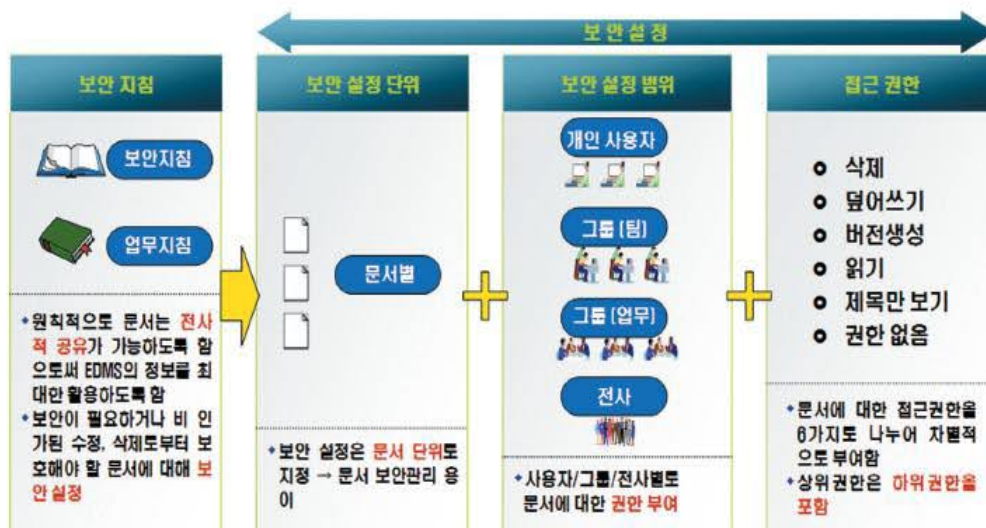 보안설정
보안 지침
보안지침
업무지침
원칙적으로 문서는 전사
적 공유가 가능하도록 함
으로써 EDMS의 정보를 최
대한 활용하도록 함
보안이 필요하거나 비 인
가된 수정, 삭제로부터 보
호해야 할 문서에 대해 보
안 설정
보안 설정 단위
문서별
보안 설정은 문서 단위로
지정 → 문서 보안관리 용
이
보안 설정 범위
개인 사용자
그룹 (팀)
그룹 (업무)
전사
사용자/그룹/전사별로
문서에 대한 권한 부여
접근 권한
삭제
덮어쓰기
버전생성
읽기
제목만 보기
권한 없음
문서에 대한 접근권한을
6가지로 나누어 차별적
으로 부여함
상위권한은 하위권한을
포함